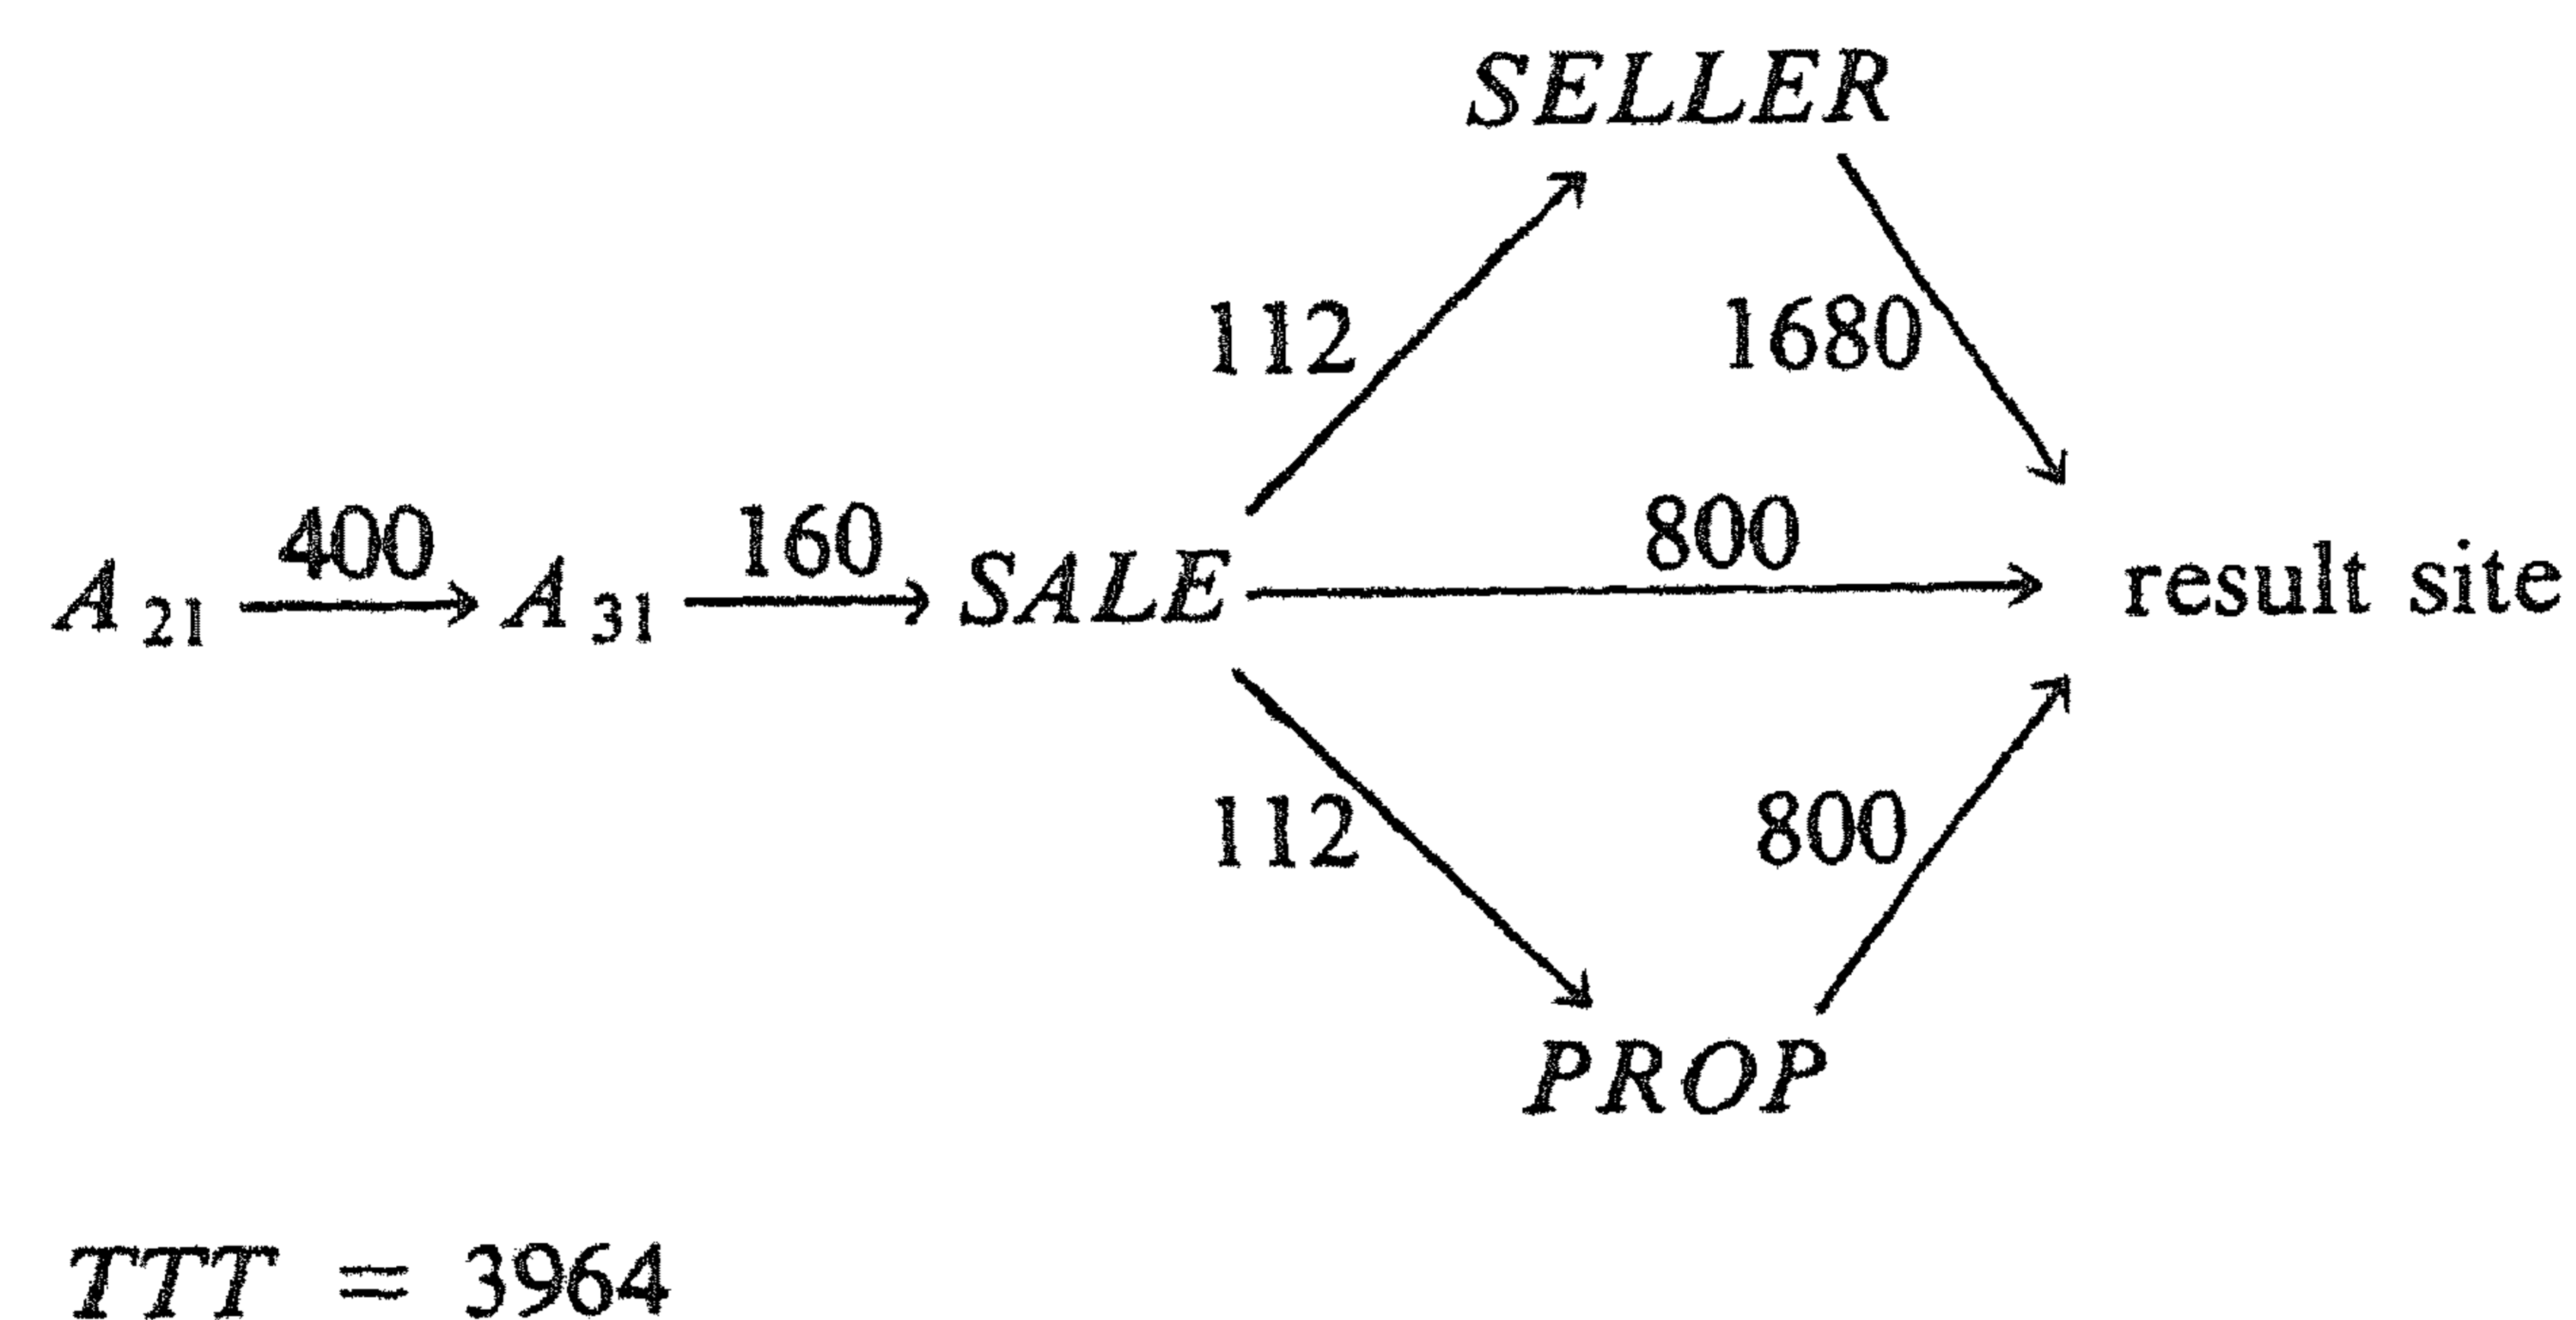 SELLER
112
1680
400
160
800
A21
A31
SALE
result site
112
800
PROP
TTT = 3964